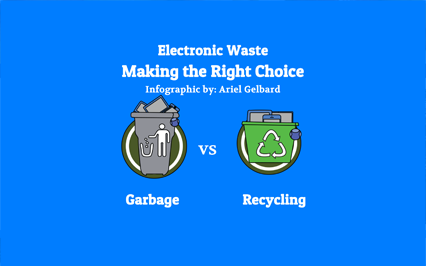 Electronic Waste
Making the Right Choice
Infographic by: Ariel Gelbard
vs
Garbage
Recycling